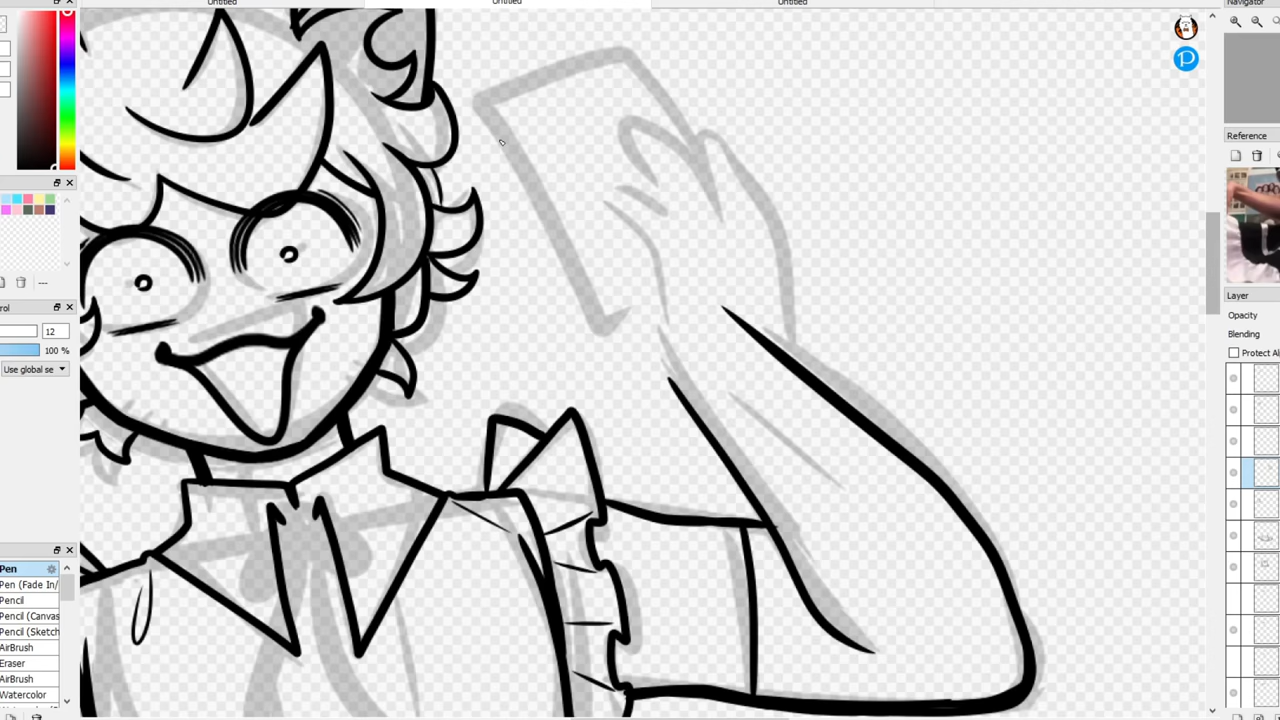 Untitled
Untitled
Untitled
Navigator
Reference
rol
12
100 %
Use global se
Layer
Opacity
Blending
Protect Al
Pen
Pen (Fade In/
Pencil
Pencil (Canvas
Pencil (Sketch
AirBrush
Eraser
AirBrush
Watercolor